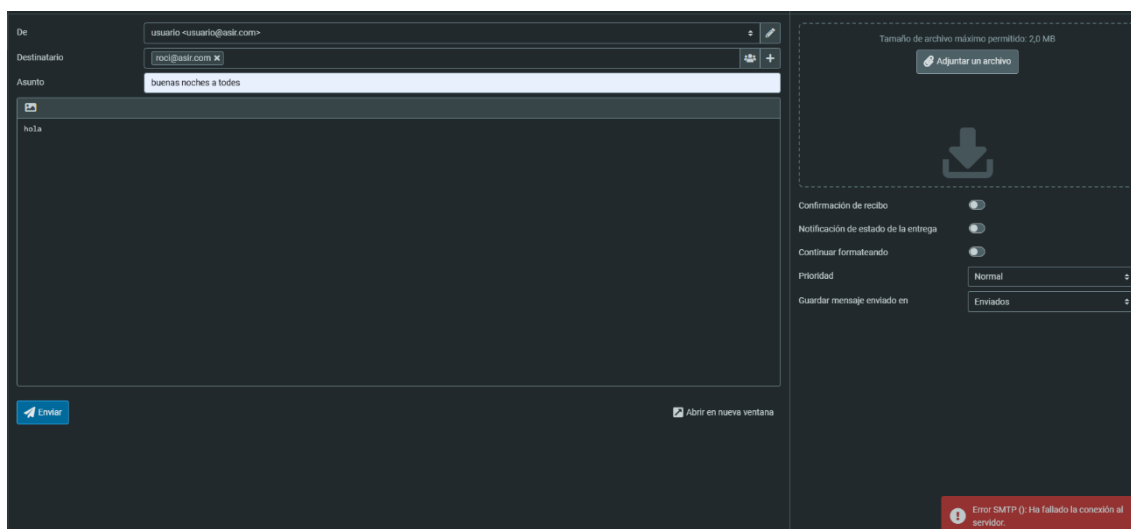 De
usuario <usuario@asir.com>
Destinatario
roci@asir.com
Asunto
buenas noches a todes
hola
Enviar
Abrir en nueva ventana
Tamaño de archivo máximo permitido: 2,0 MB
Adjuntar un archivo
Confirmación de recibo
Notificación de estado de la entrega
Continuar formateando
Prioridad
Normal
Guardar mensaje enviado en
Enviados
Error SMTP (): Ha fallado la conexión al
servidor.